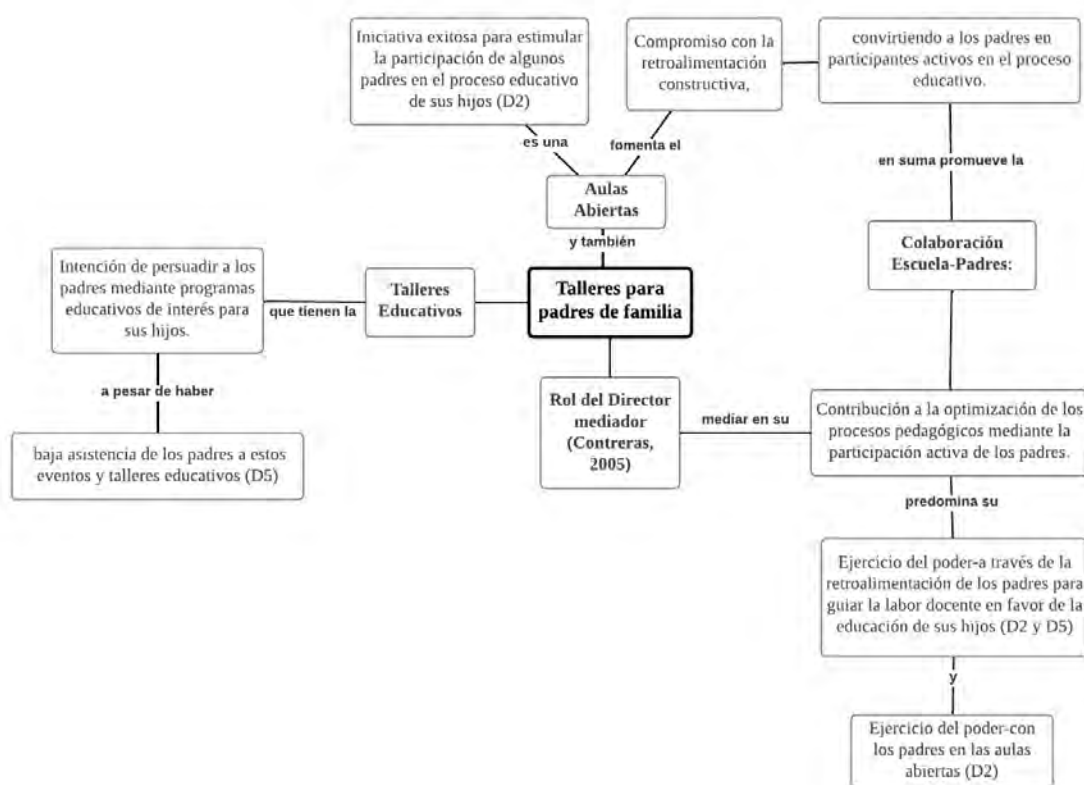 Iniciativa exitosa para estimular
la participación de algunos
padres en el proceso educativo
de sus hijos (D2)
Compromiso con la
retroalimentación
constructiva,
convirtiendo a los padres en
participantes activos en el proceso
educativo.
es una
fomenta el
en suma promueve la
Aulas
Abiertas
y también
Colaboración
Escuela-Padres:
Intención de persuadir a los
padres mediante programas
educativos de interés para
sus hijos.
que tienen la
Talleres
Educativos
Talleres para
padres de familia
a pesar de haber
baja asistencia de los padres a estos
eventos y talleres educativos (D5)
Rol del Director
mediador
(Contreras,
2005)
mediar en su
Contribución a la optimización de los
procesos pedagógicos mediante la
participación activa de los padres.
predomina su
Ejercicio del poder-a través de la
retroalimentación de los padres para
guiar la labor docente en favor de la
educación de sus hijos (D2 y D5)
y
Ejercicio del poder-con
los padres en las aulas
abiertas (D2)